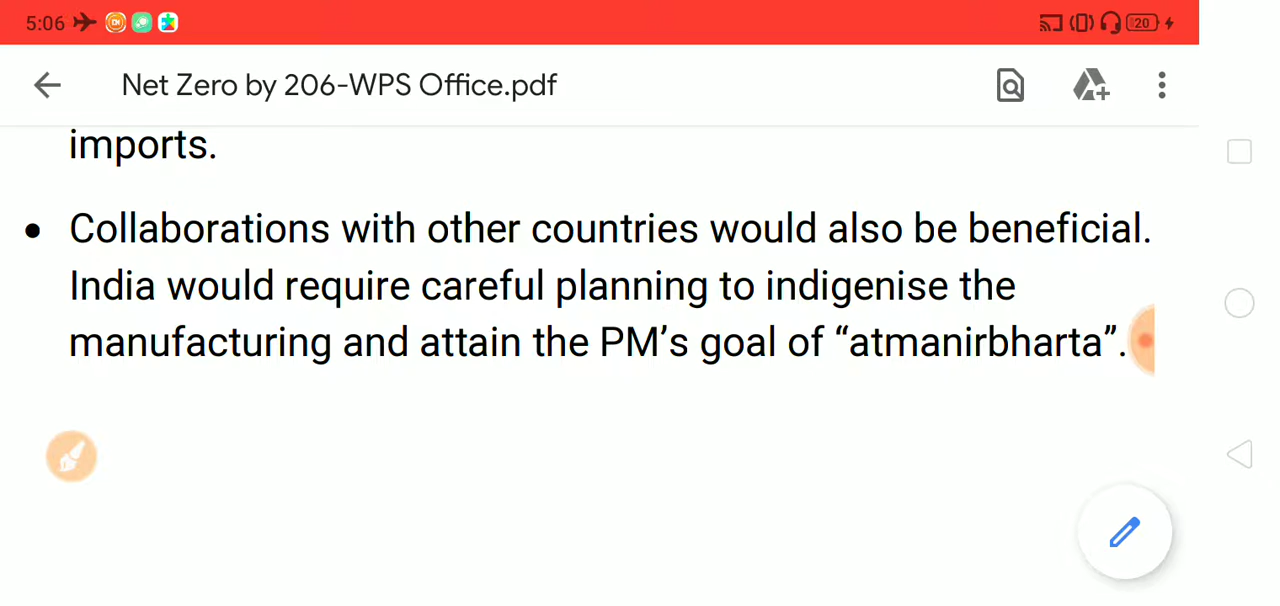 5:06 20
Net Zero by 206-WPS Office.pdf
imports.
• Collaborations with other countries would also be beneficial.
India would require careful planning to indigenise the
manufacturing and attain the PM’s goal of “atmanirbharta”.